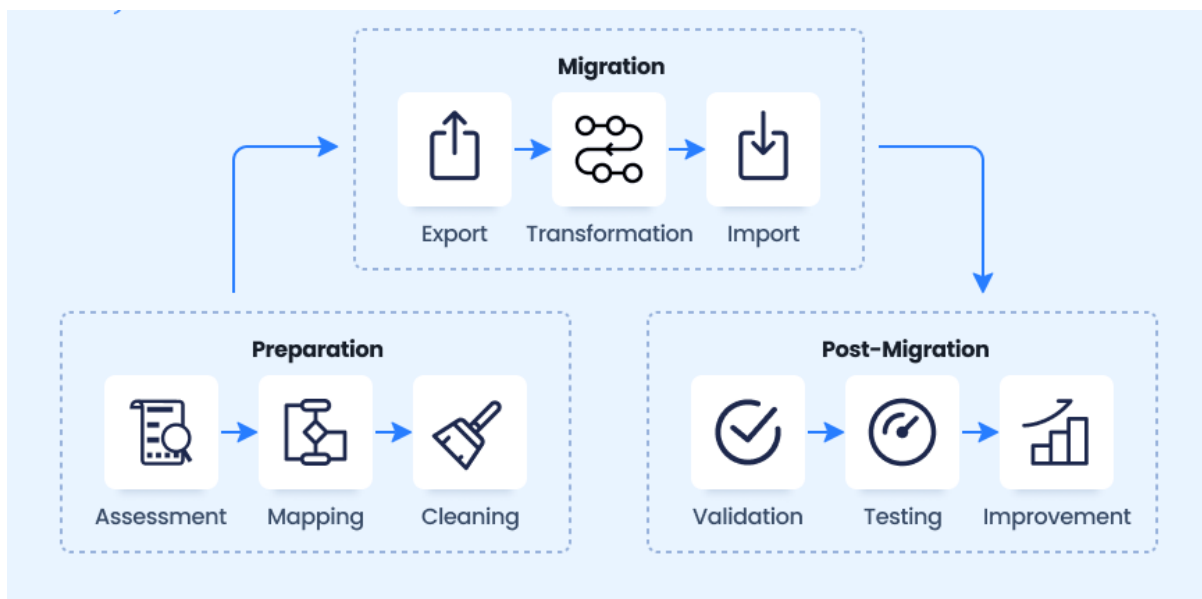 Migration
Export Transformation Import
Preparation
Assessment Mapping Cleaning
Post-Migration
Validation Testing Improvement